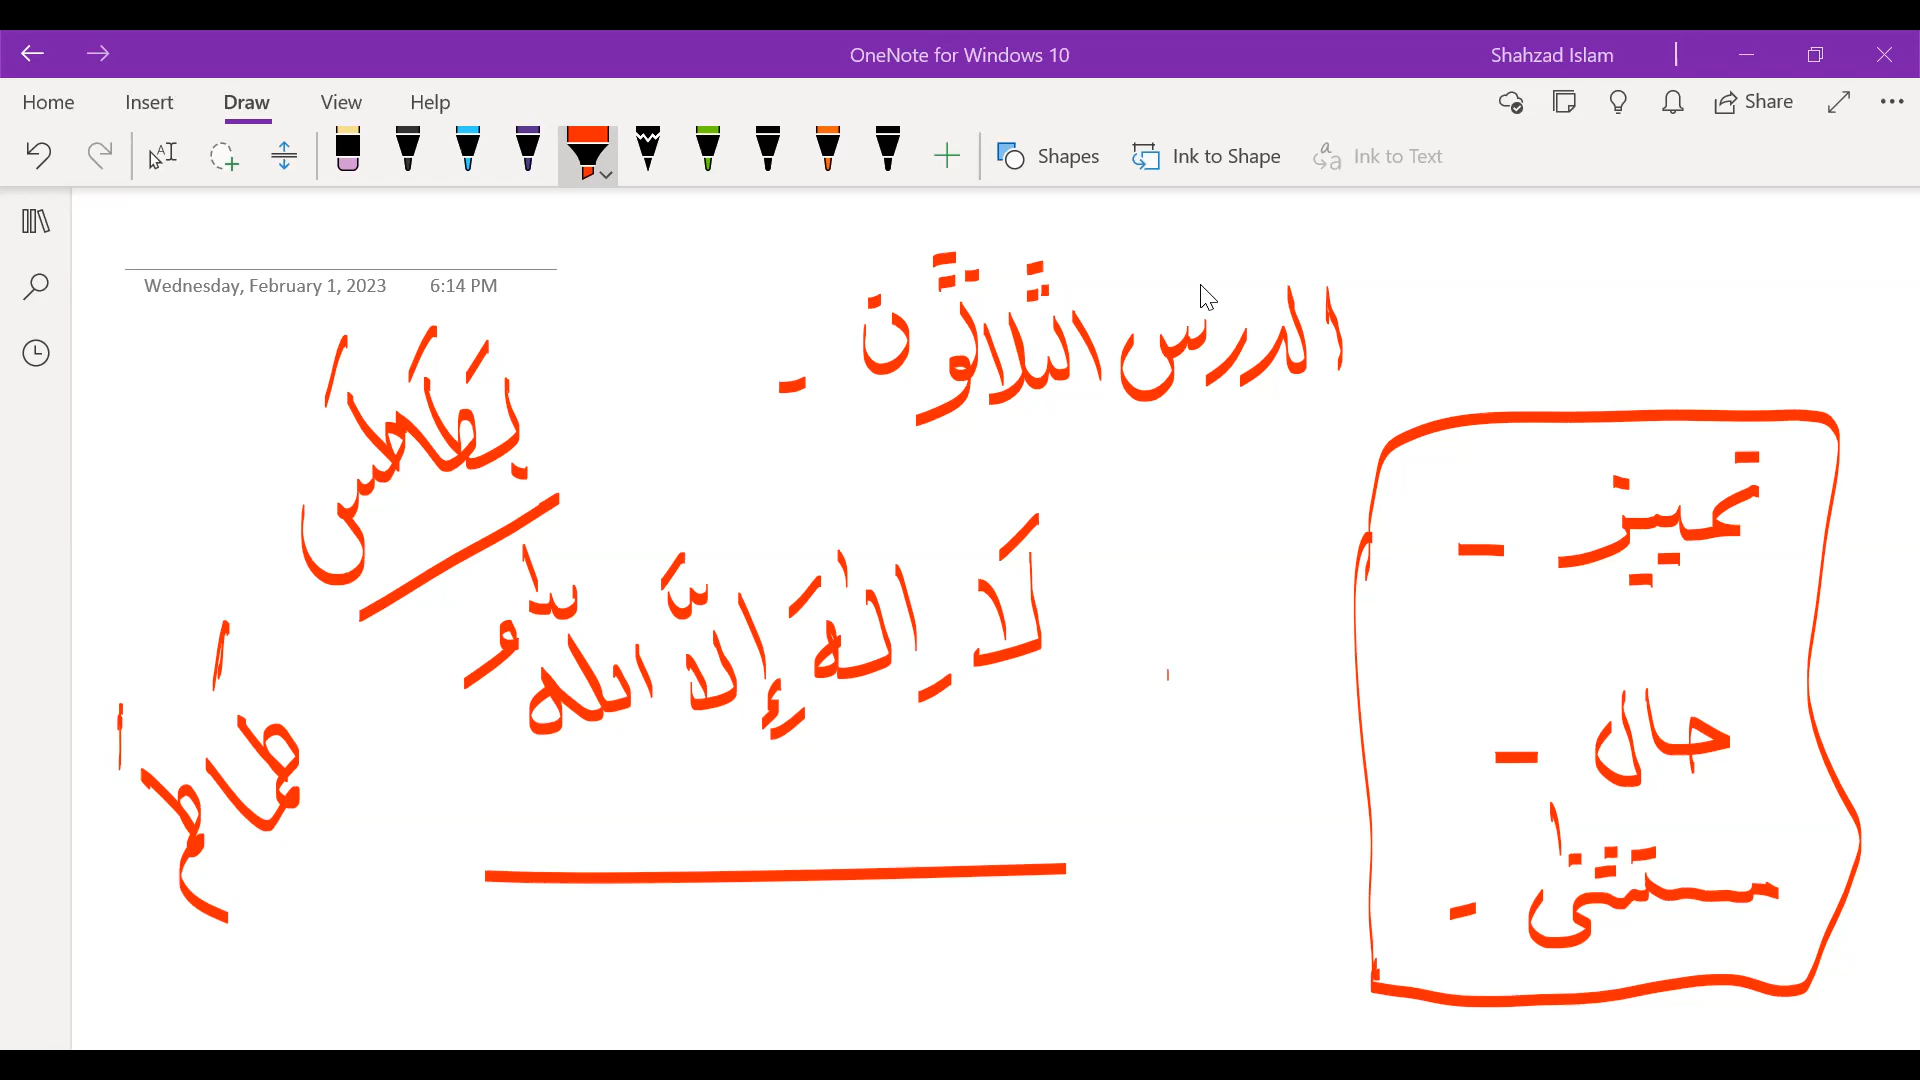 OneNote for Windows 10
Shahzad Islam
Home Insert Draw View Help
Share
Shapes Ink to Shape Ink to Text
Wednesday, February 1, 2023 6:14 PM
الدرس الثلاثون -
لَا اِلٰهَ إِلَّا اللّٰهُ
تمييز -
حال -
مستثنىٰ -